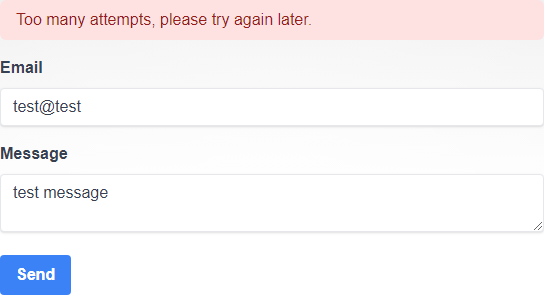 Too many attempts, please try again later.
Email
test@test
Message
test message
Send